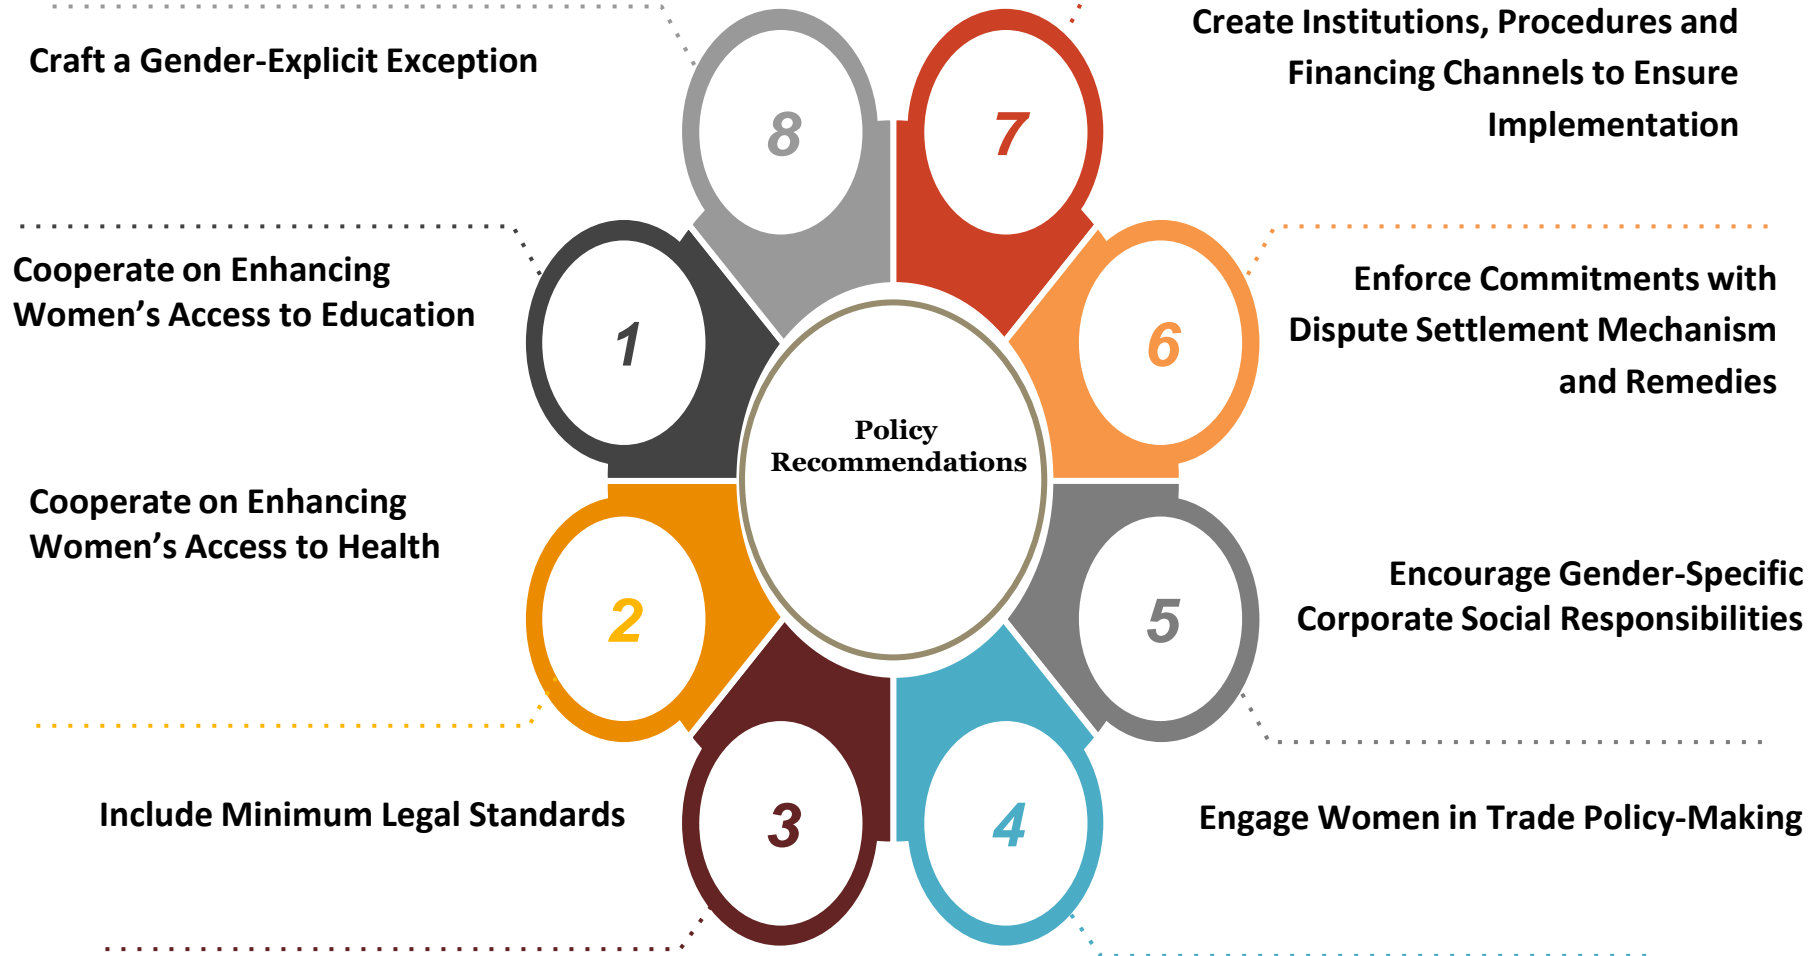 Craft a Gender-Explicit Exception
8
7
Create Institutions, Procedures and
Financing Channels to Ensure
Implementation
Cooperate on Enhancing
Women’s Access to Education
1
6
Enforce Commitments with
Dispute Settlement Mechanism
and Remedies
Policy
Recommendations
Cooperate on Enhancing
Women’s Access to Health
2
5
Encourage Gender-Specific
Corporate Social Responsibilities
Include Minimum Legal Standards
3
4
Engage Women in Trade Policy-Making